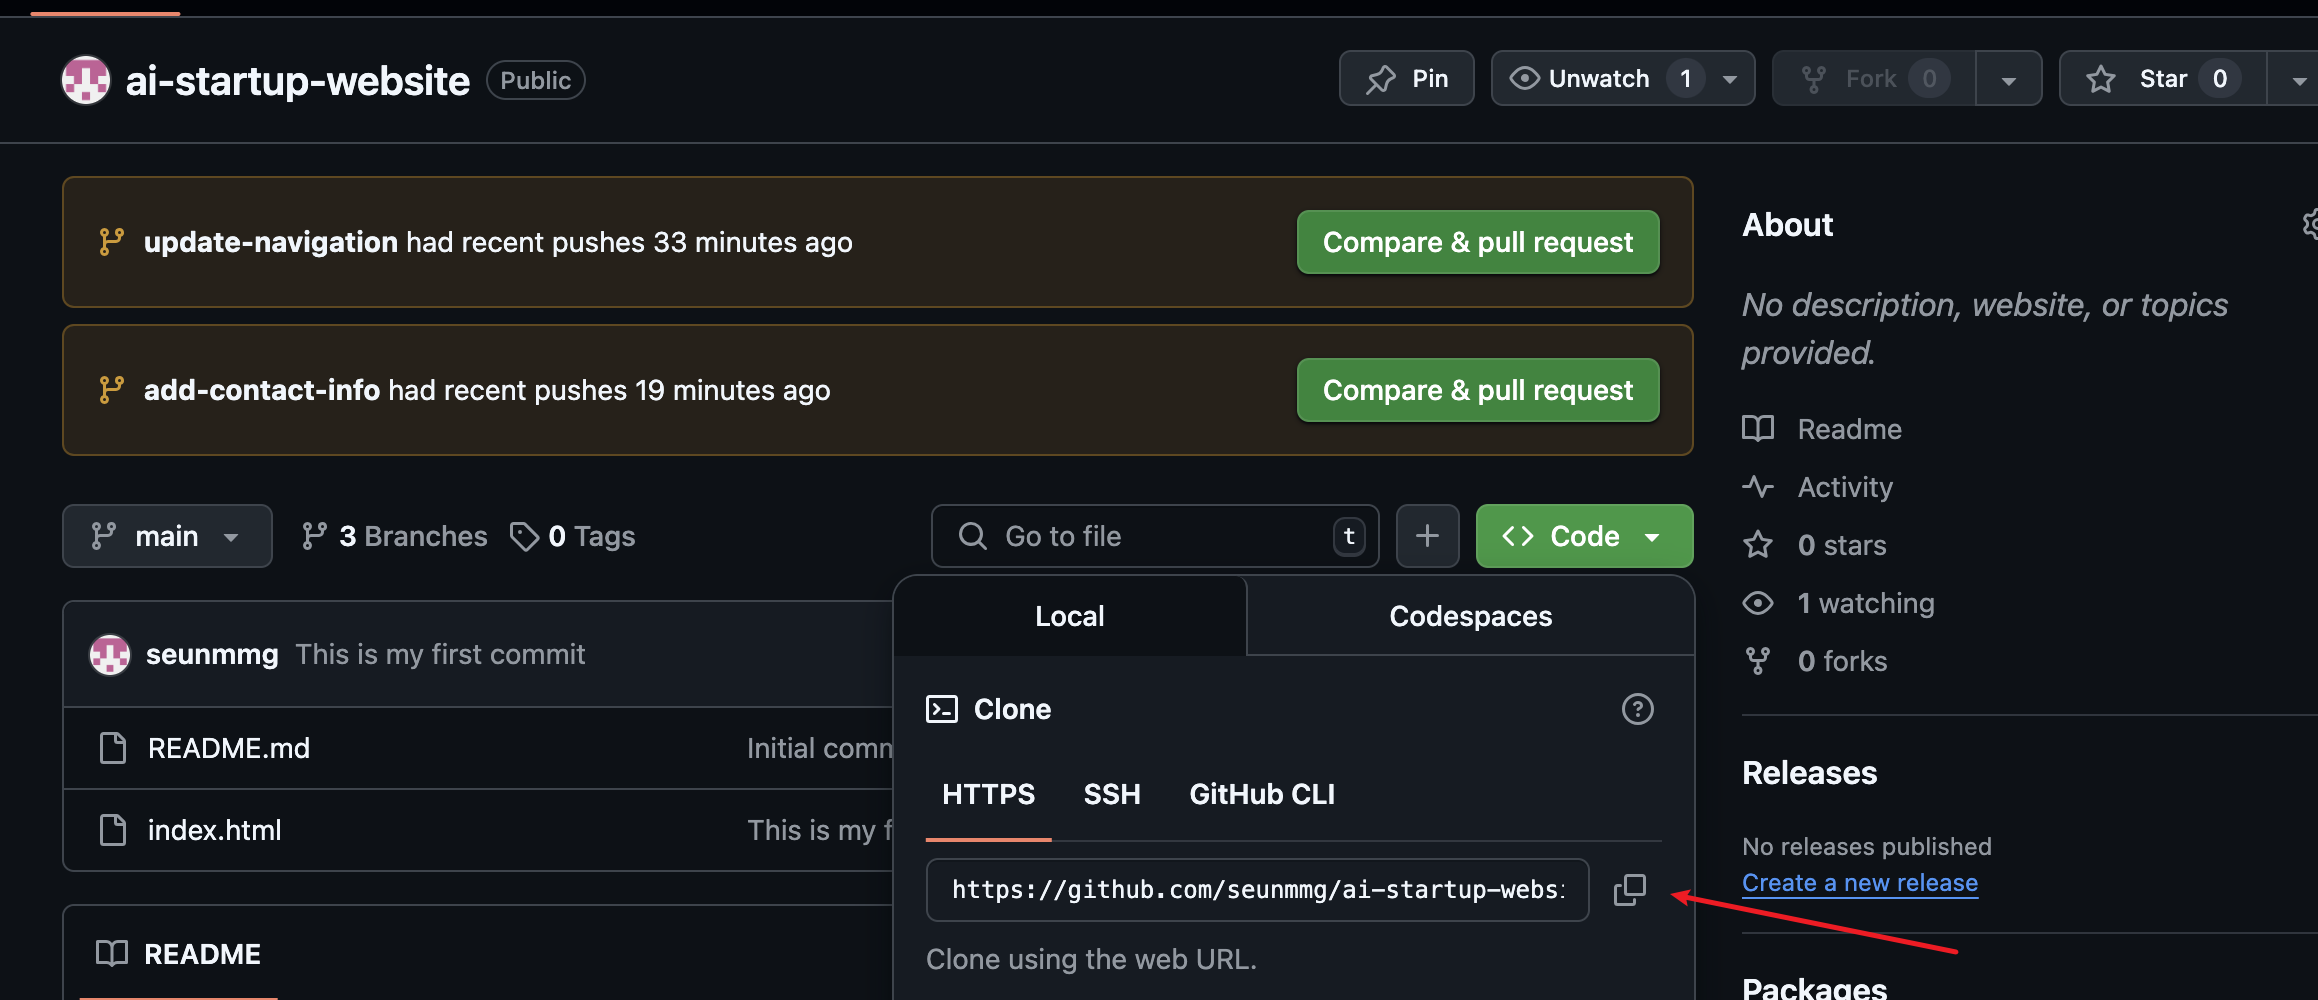 ai-startup-website Public
Pin
Unwatch 1
Fork 0
Star 0
update-navigation had recent pushes 33 minutes ago
Compare & pull request
add-contact-info had recent pushes 19 minutes ago
Compare & pull request
main
3 Branches
0 Tags
Go to file t
Code
Local
Codespaces
seunmmg This is my first commit
README.md Initial comm
index.html This is my f
README
Clone
HTTPS
SSH
GitHub CLI
https://github.com/seunmmg/ai-startup-webs
Clone using the web URL.
About
No description, website, or topics
provided.
Readme
Activity
0 stars
1 watching
0 forks
Releases
No releases published
Create a new release
Packages